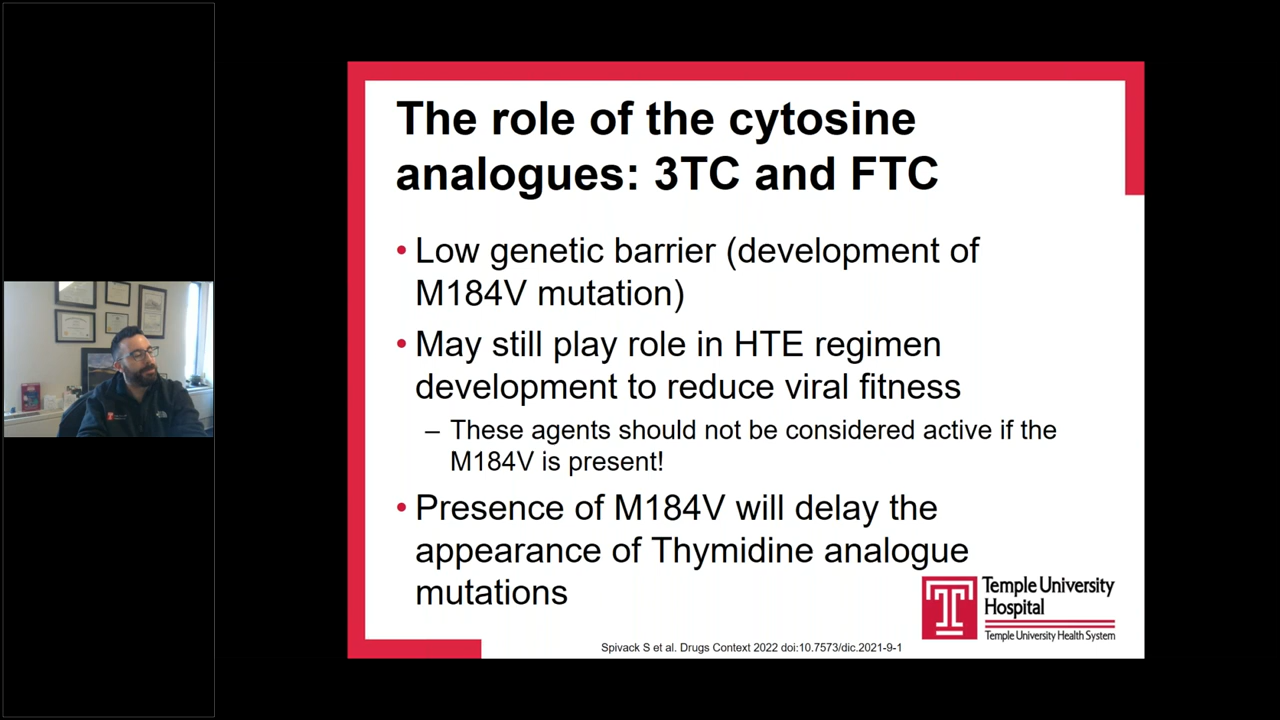 The role of the cytosine
analogues: 3TC and FTC
• Low genetic barrier (development of
M184V mutation)
• May still play role in HTE regimen
development to reduce viral fitness
– These agents should not be considered active if the
M184V is present!
• Presence of M184V will delay the
appearance of Thymidine analogue
mutations
Temple University
Hospital
Temple University Health System
Spivack S et al. Drugs Context 2022 doi:10.7573/dic.2021-9-1